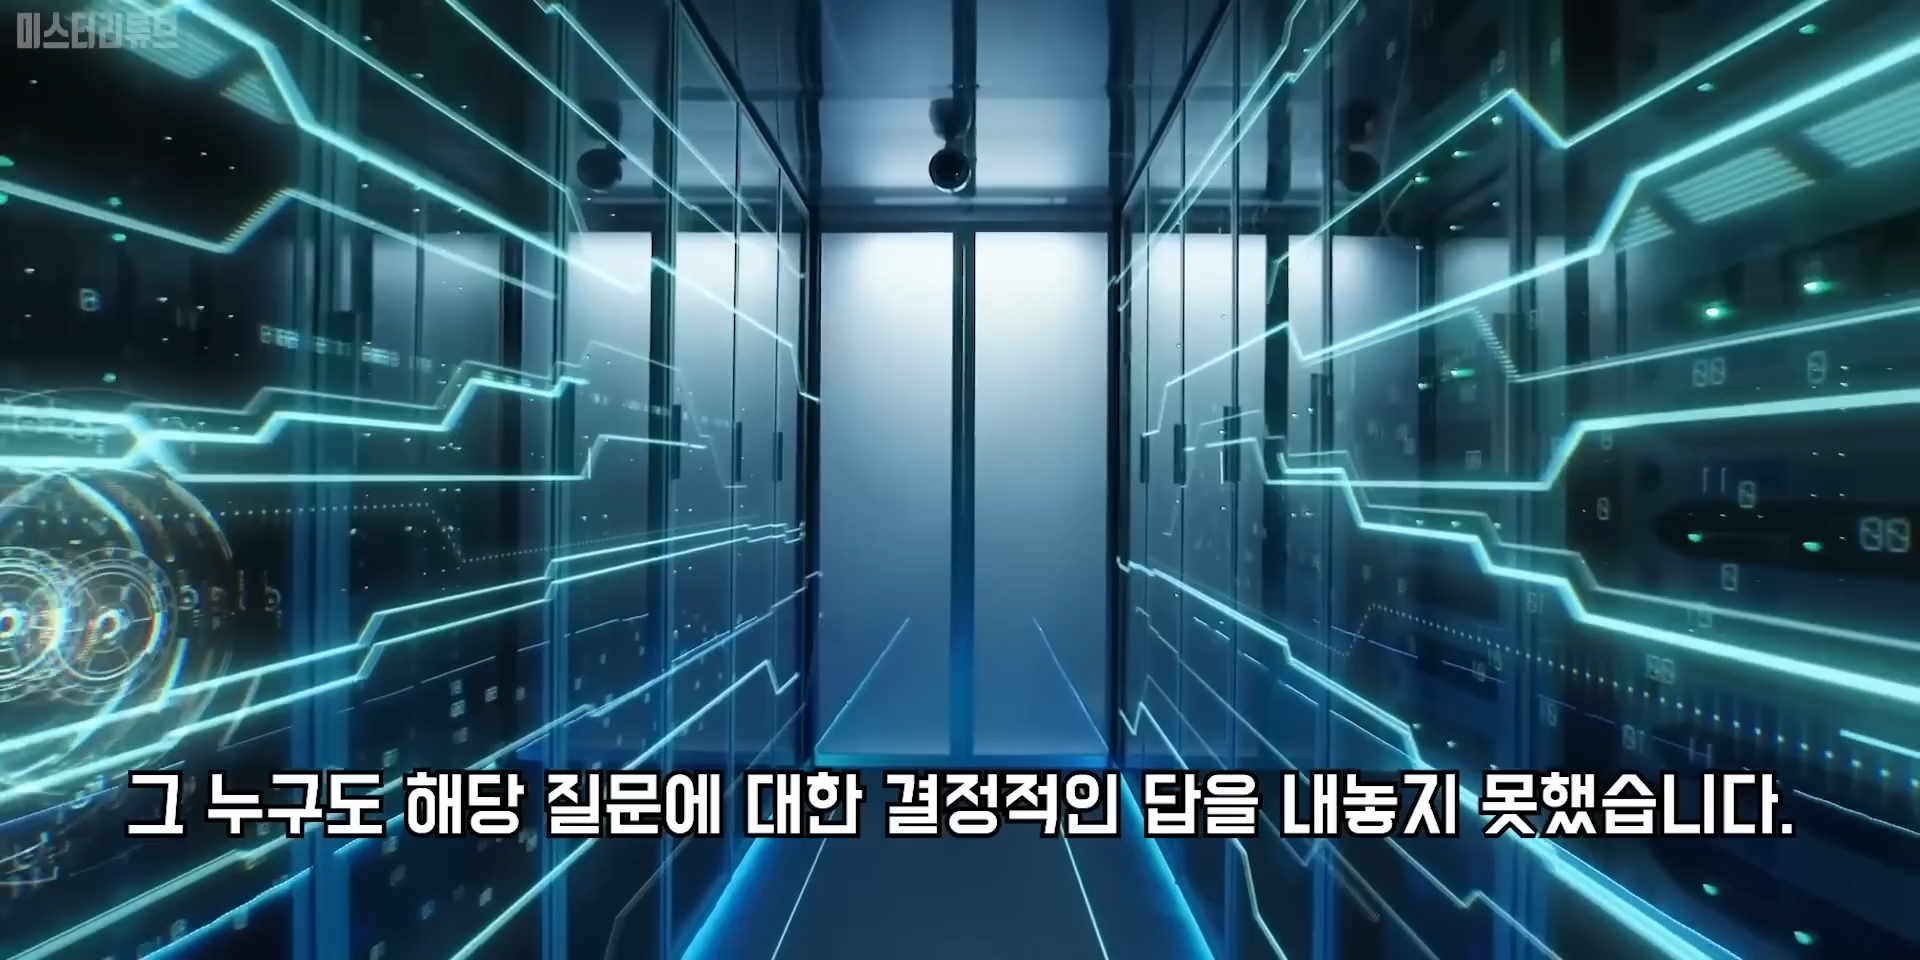 미스터리튜브
그 누구도 해당 질문에 대한 결정적인 답을 내놓지 못했습니다.